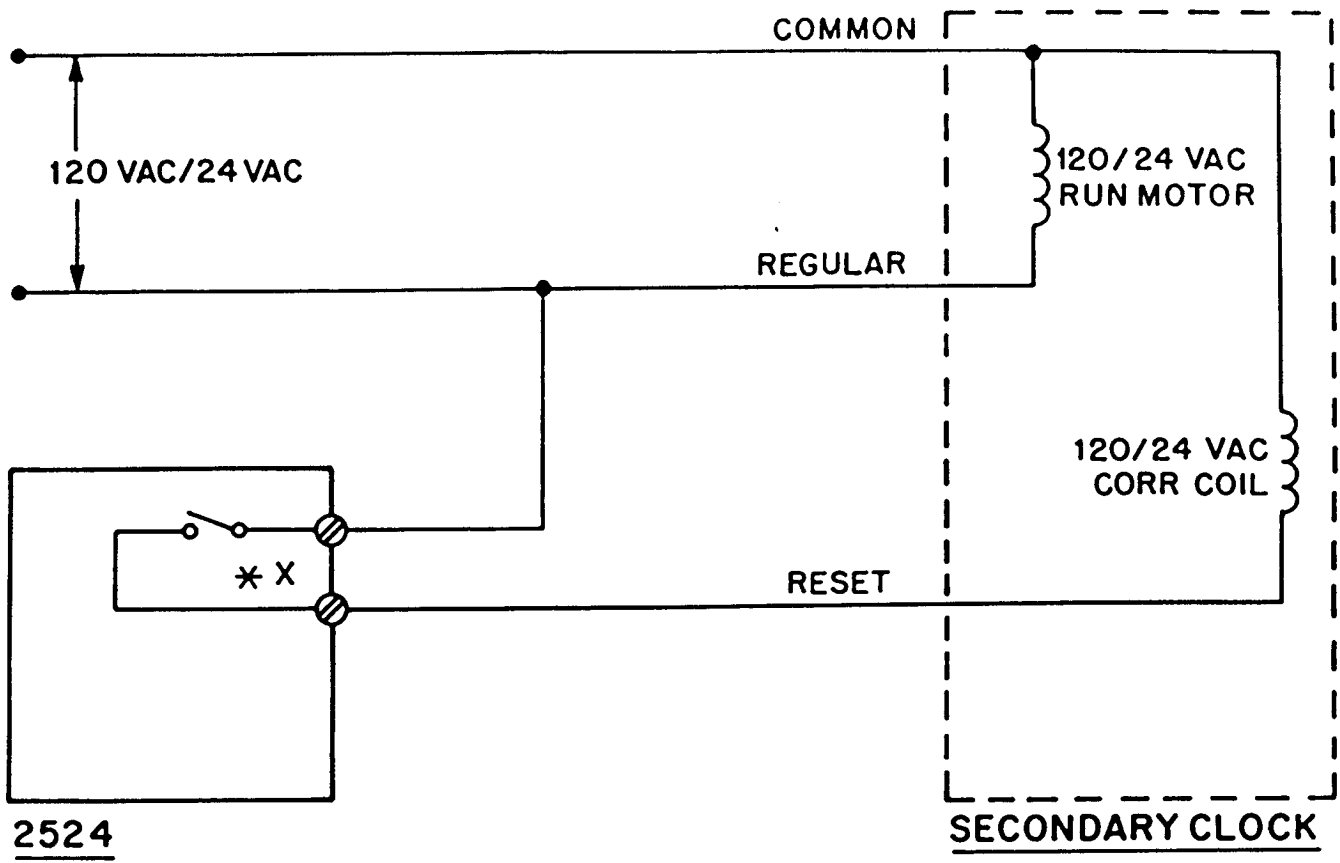 COMMON
120 VAC/24 VAC
120/24 VAC
RUN MOTOR
REGULAR
120/24 VAC
CORR COIL
* X
RESET
2524
SECONDARY CLOCK